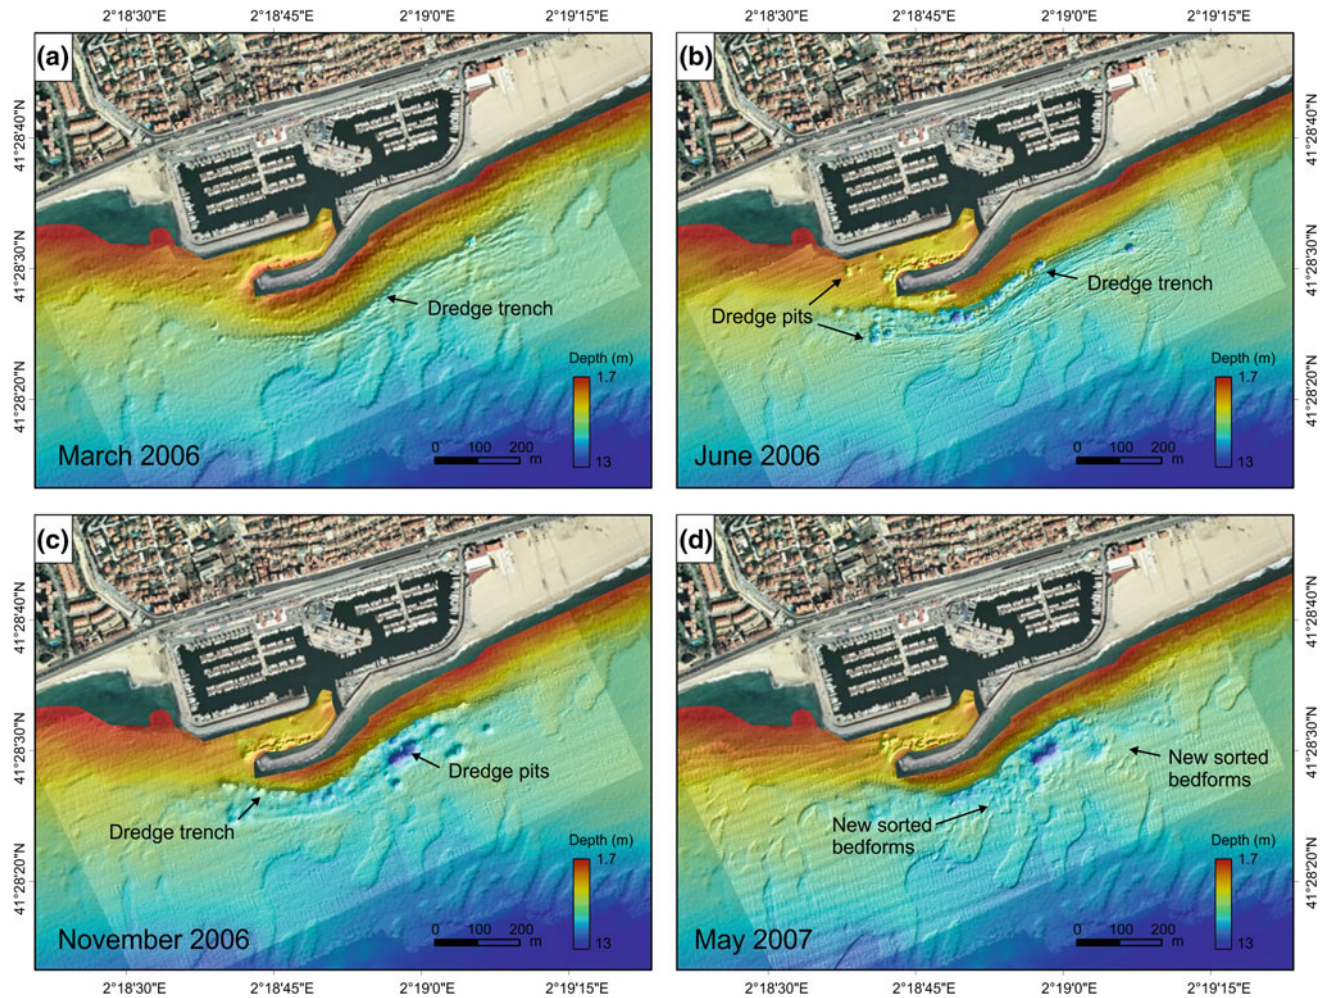 2°18'30"E 2°18'45"E 2°19'0"E 2°19'15"E 2°18'30"E 2°18'45"E 2°19'0"E 2°19'15"E
(a)
41°28'40"N
41°28'30"N
41°28'20"N
Dredge trench
Depth (m)
1.7
13
0 100 200
m
March 2006
(b)
41°28'40"N
41°28'30"N
41°28'20"N
Dredge trench
Dredge pits
Depth (m)
1.7
13
0 100 200
m
June 2006
(c)
41°28'40"N
41°28'30"N
41°28'20"N
Dredge pits
Dredge trench
Depth (m)
1.7
13
0 100 200
m
November 2006
(d)
41°28'40"N
41°28'30"N
41°28'20"N
New sorted
bedforms
New sorted
bedforms
Depth (m)
1.7
13
0 100 200
m
May 2007
2°18'30"E 2°18'45"E 2°19'0"E 2°19'15"E 2°18'30"E 2°18'45"E 2°19'0"E 2°19'15"E